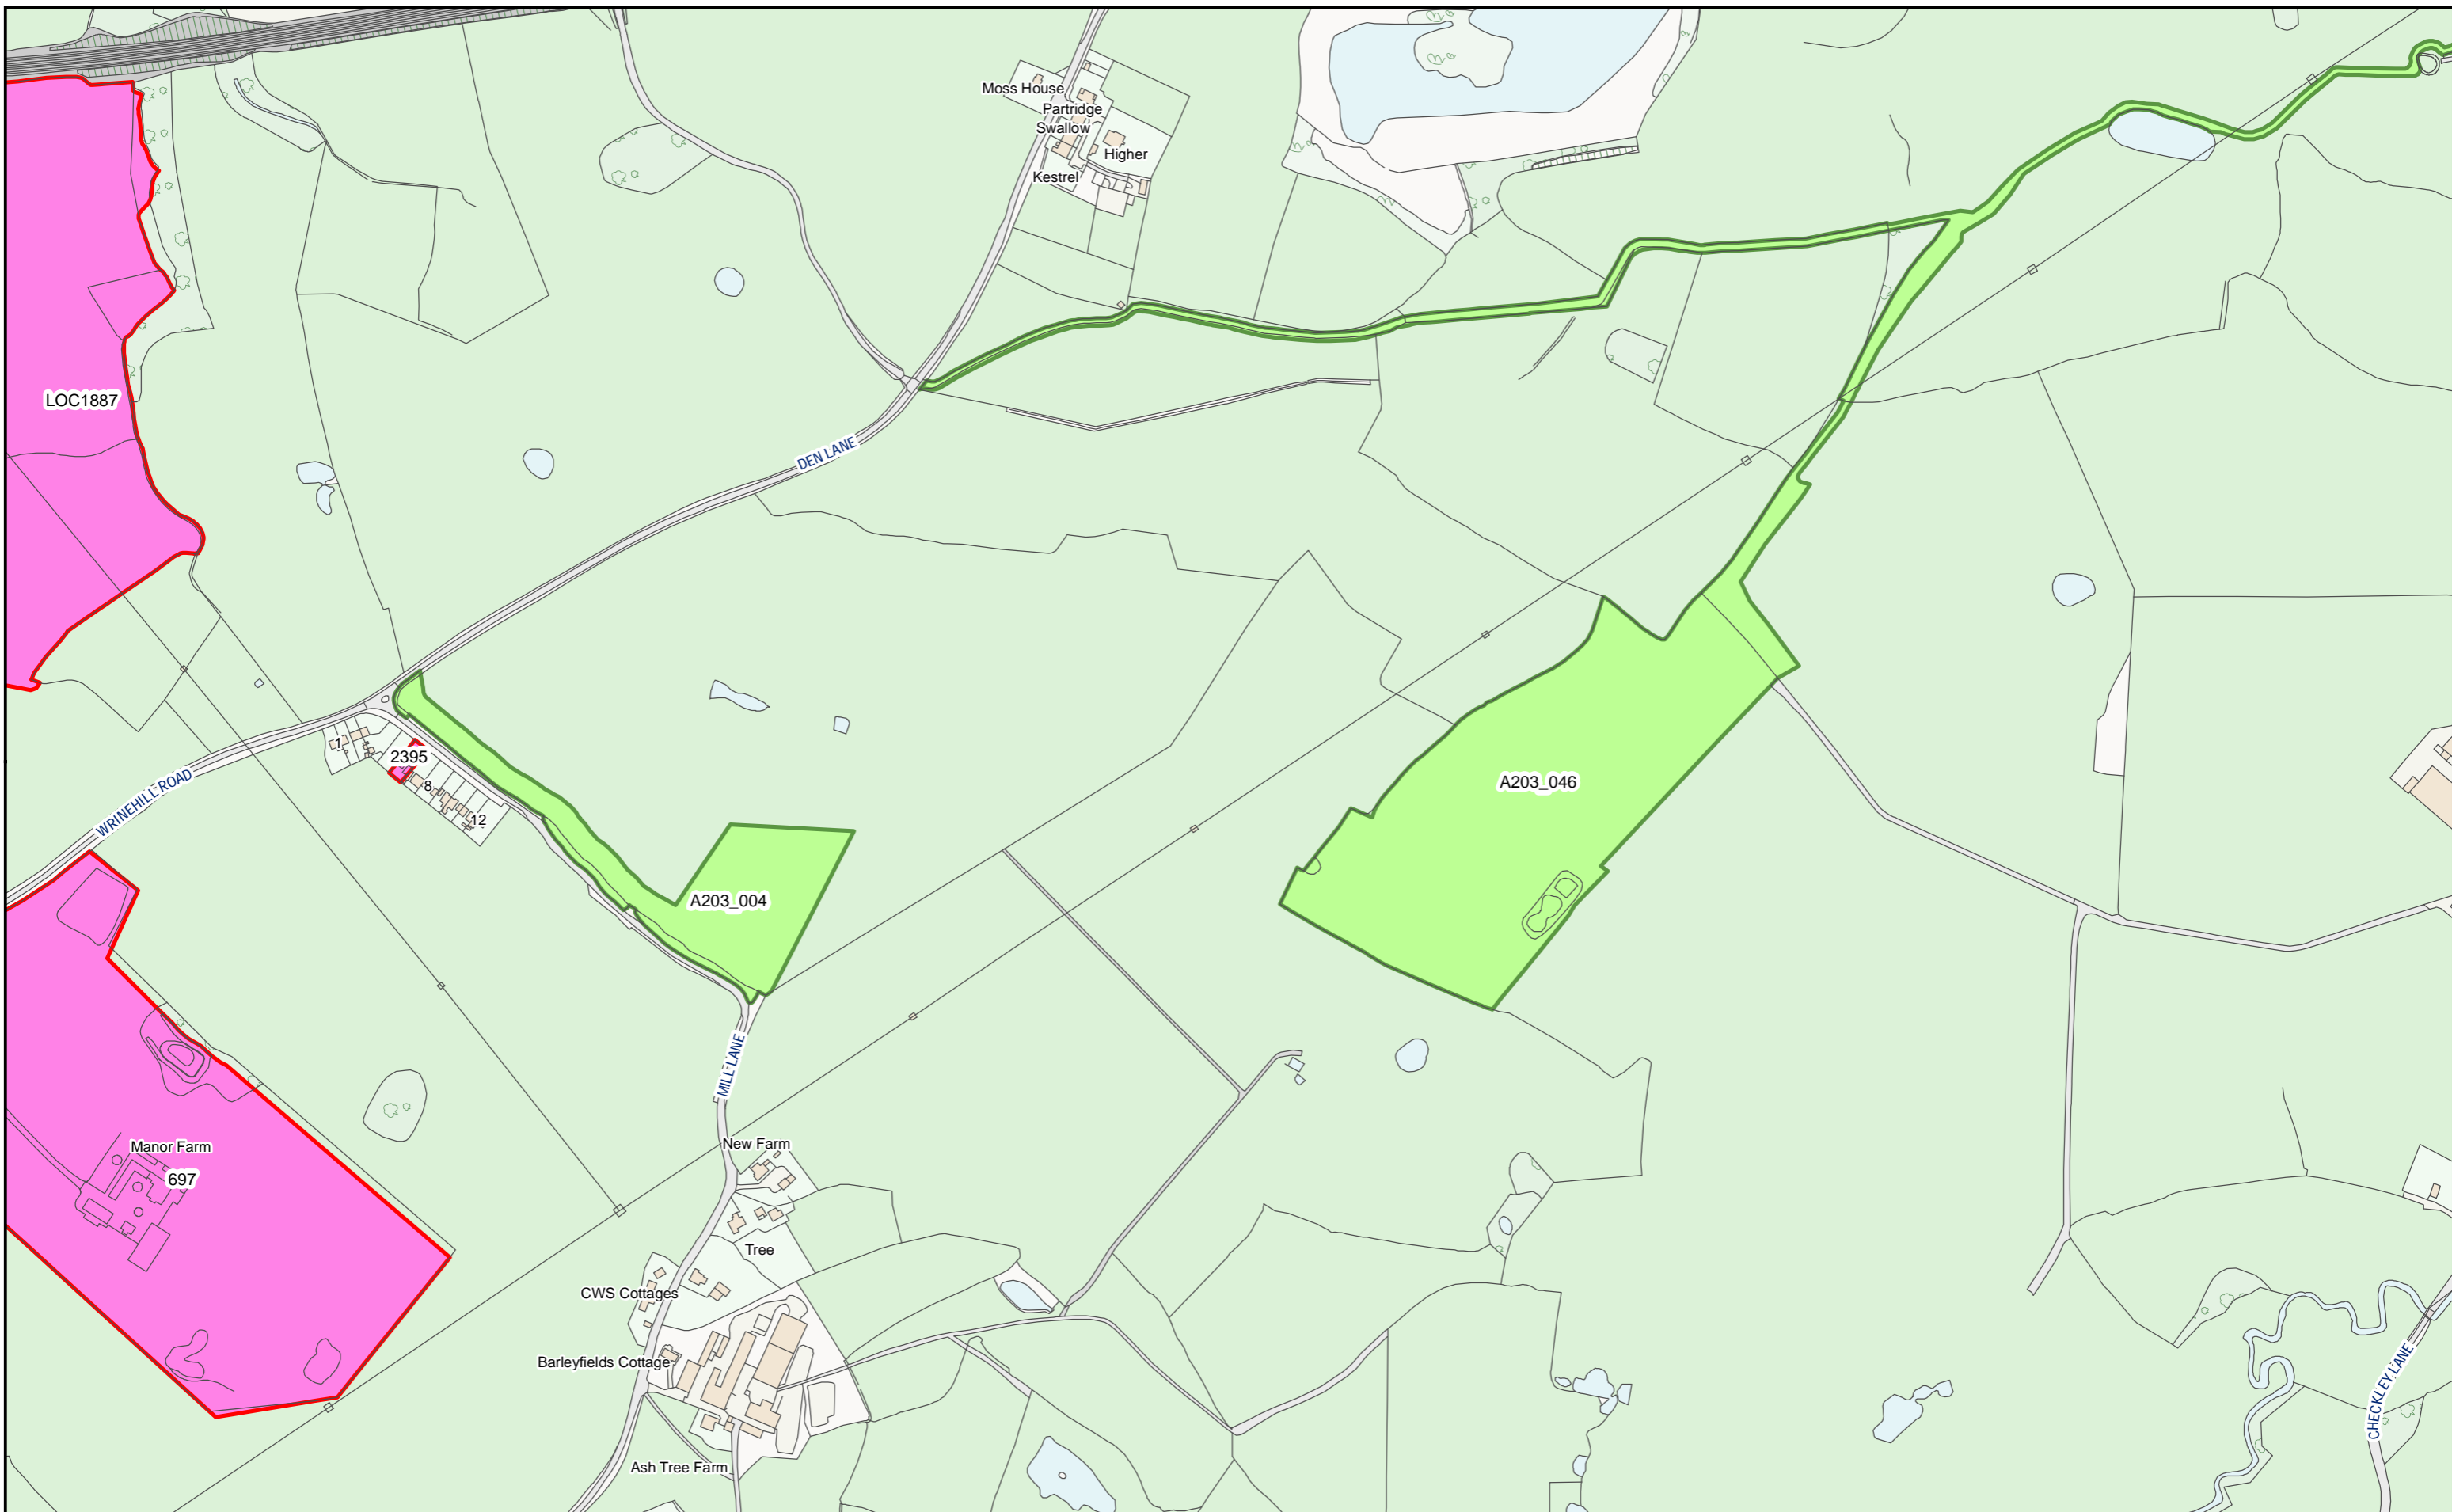 Moss House
Partridge
Swallow
Higher
Kestrel
LOC1887
DEN LANE
1
2395
8
12
WRINEHILL ROAD
A203_046
A203_004
MILL LANE
Manor Farm
697
New Farm
Tree
CWS Cottages
Barleyfields Cottage
CHECKLEY LANE
Ash Tree Farm